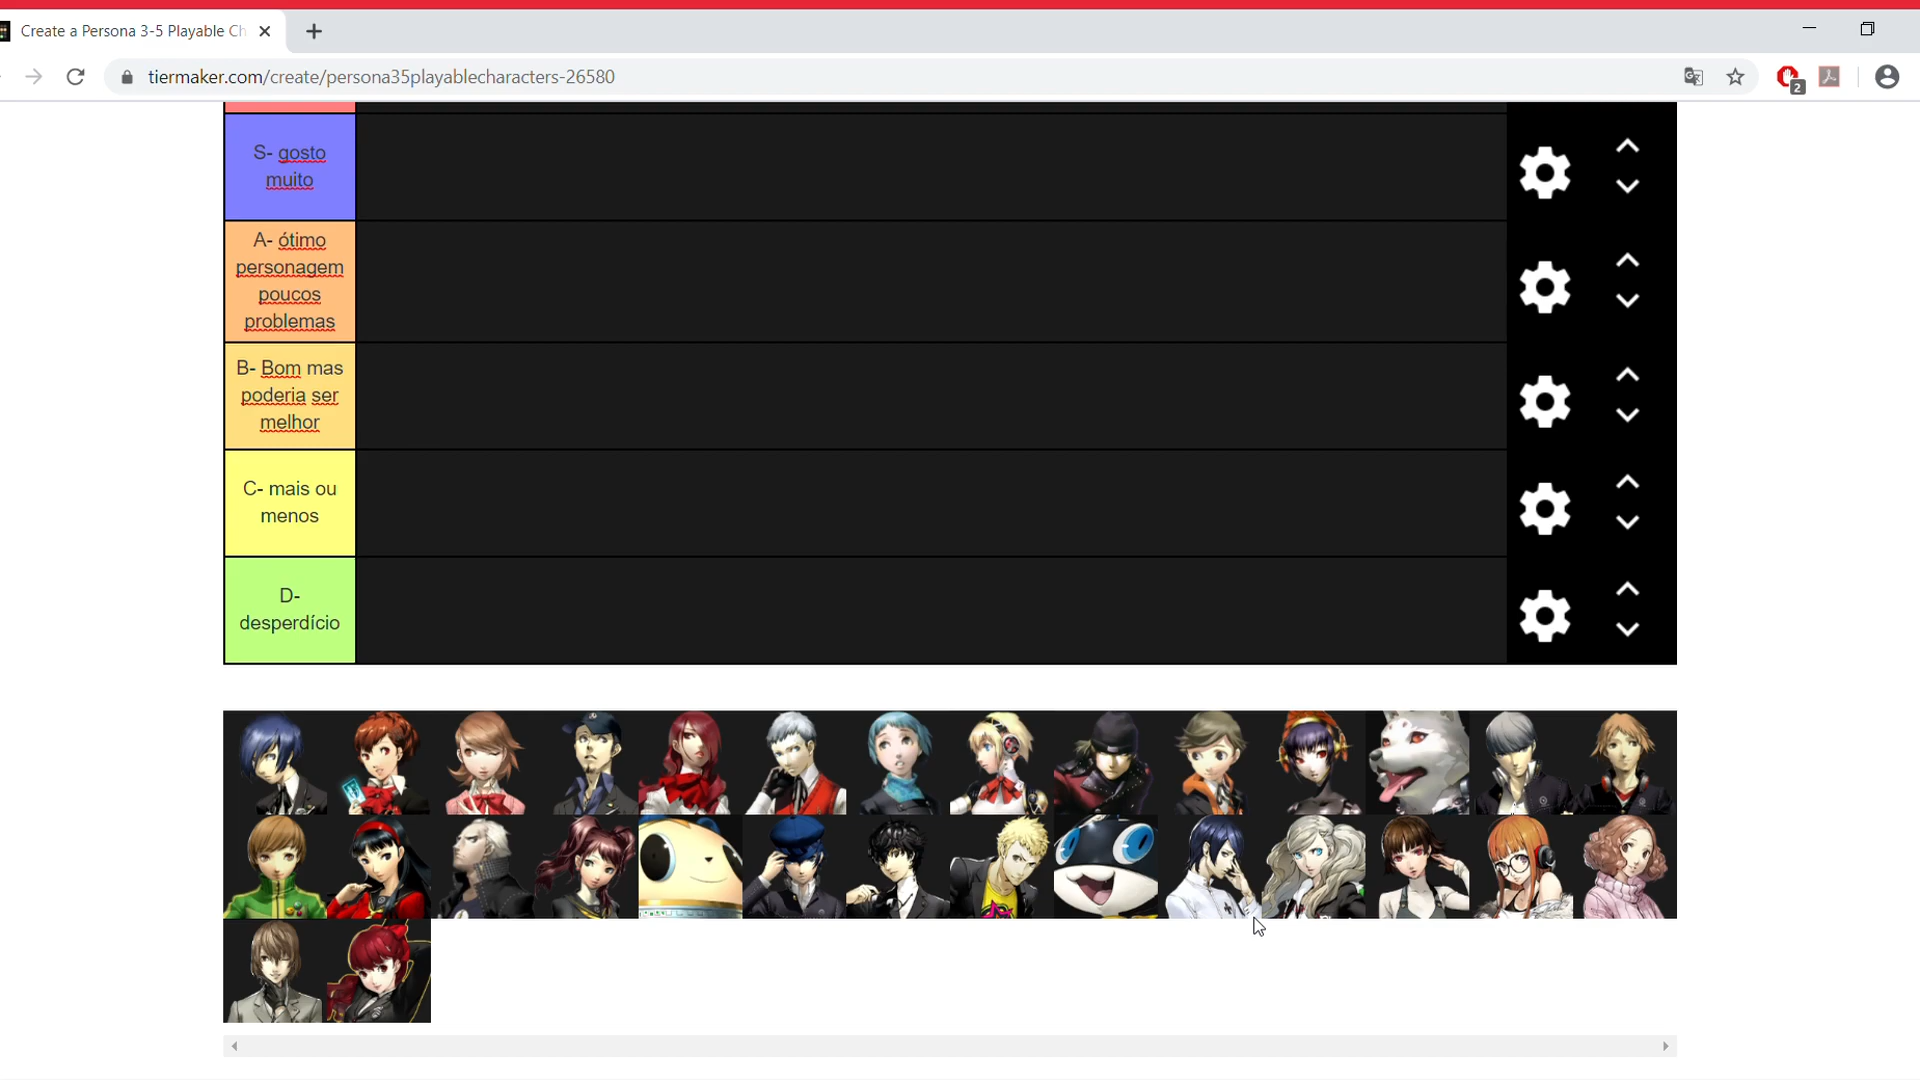 Create a Persona 3-5 Playable Ch
tiermaker.com/create/persona35playablecharacters-26580
2
S- gosto
muito
A- ótimo
personagem
poucos
problemas
B- Bom mas
poderia ser
melhor
C- mais ou
menos
D-
desperdício